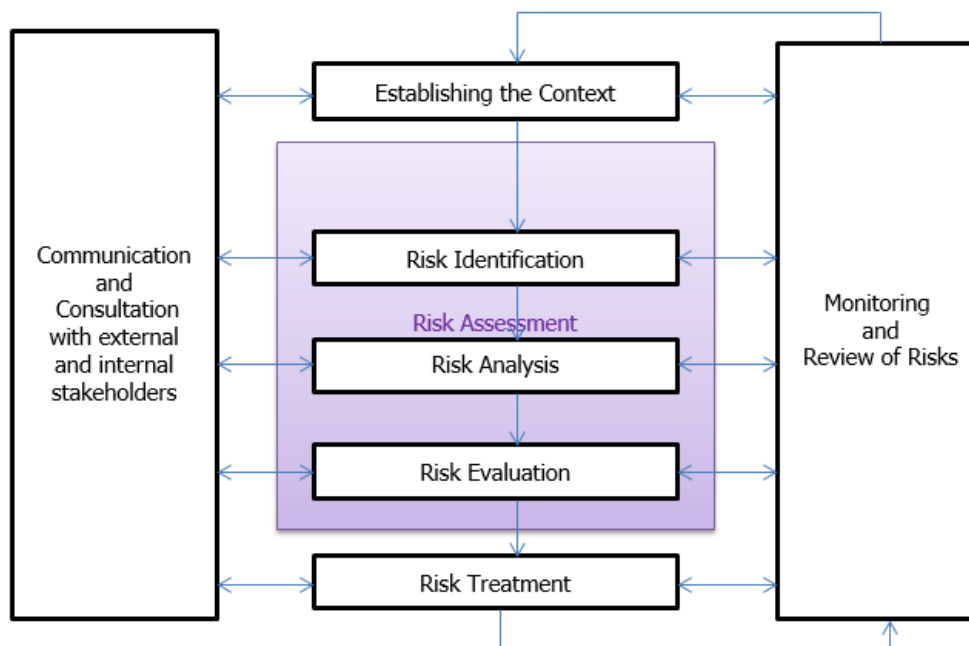 Establishing the Context
Communication
and
Consultation
with external
and internal
stakeholders
Risk Identification
Risk Assessment
Risk Analysis
Risk Evaluation
Risk Treatment
Monitoring
and
Review of Risks